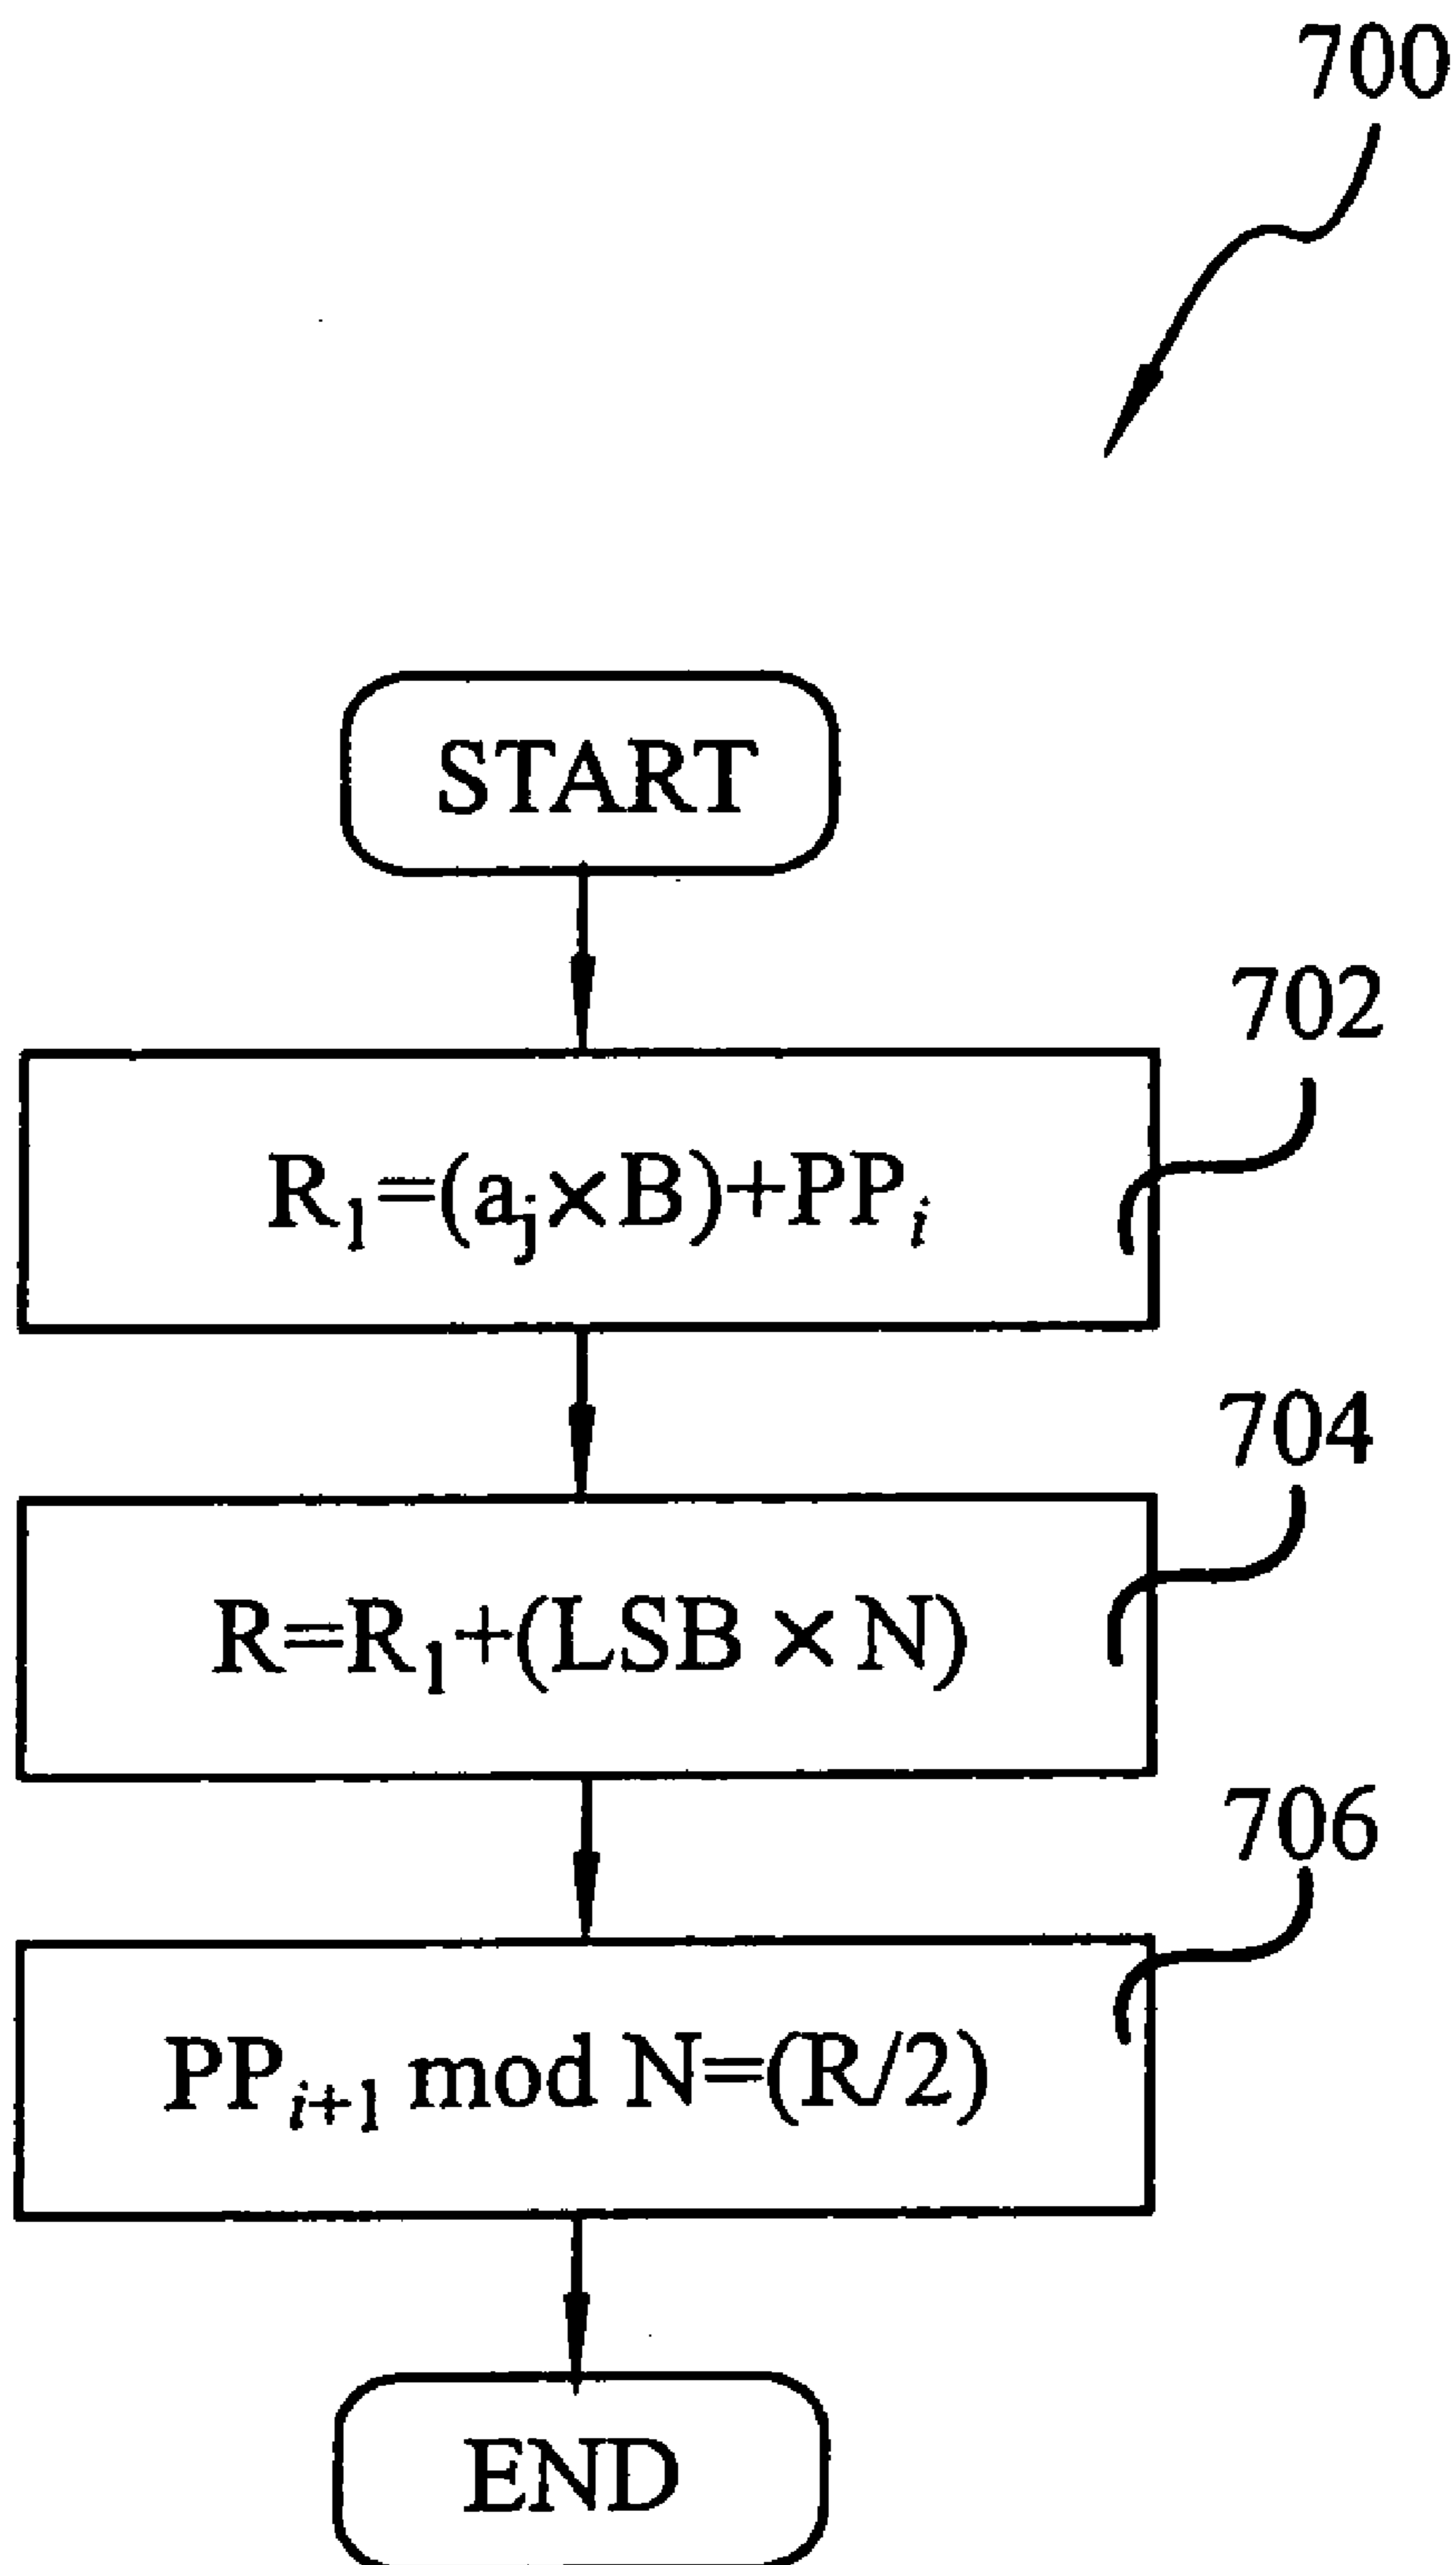 700
START
702
R₁=(aⱼ×B)+PPᵢ
704
R=R₁+(LSB × N)
706
PPᵢ₊₁ mod N=(R/2)
END